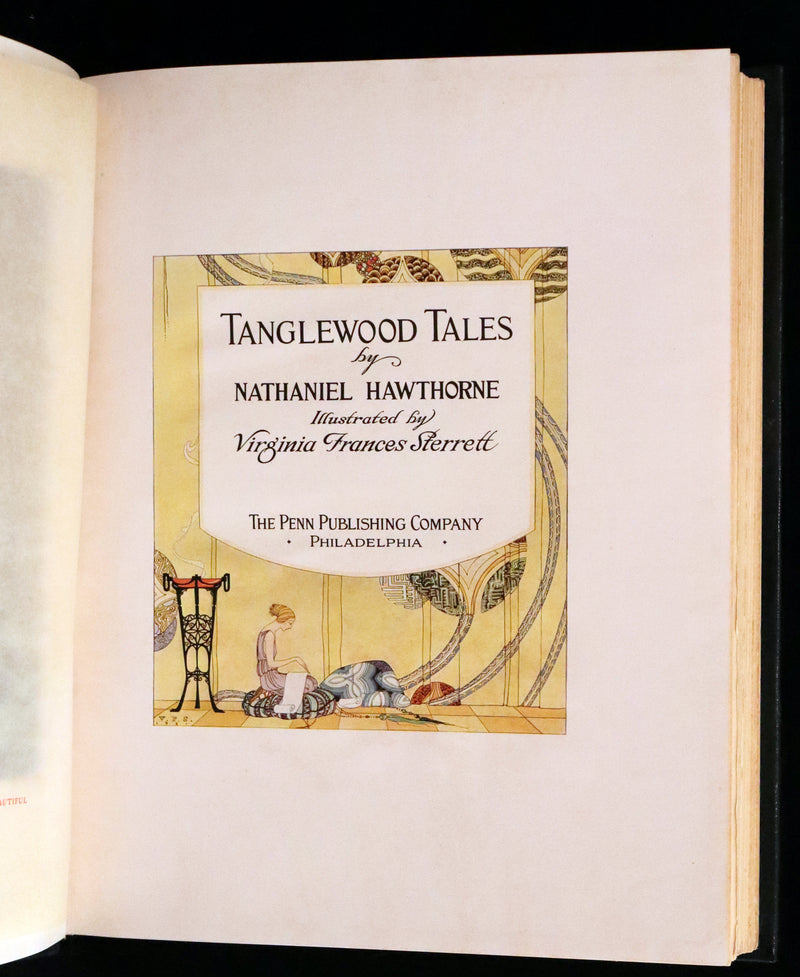 TANGLEWOOD TALES
by
NATHANIEL HAWTHORNE
Illustrated by
Virginia Frances Sterrett
THE PENN PUBLISHING COMPANY
• PHILADELPHIA •
V. F. S.